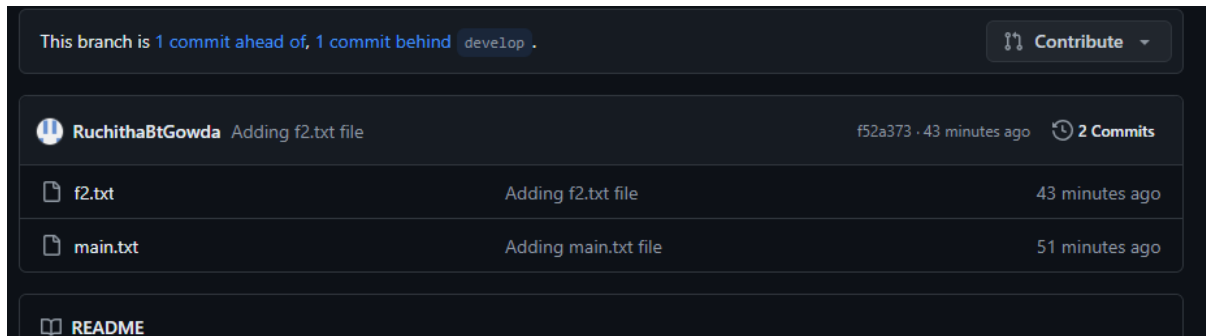 This branch is 1 commit ahead of, 1 commit behind develop .
Contribute
RuchithaBtGowda Adding f2.txt file f52a373 · 43 minutes ago 2 Commits
f2.txt Adding f2.txt file 43 minutes ago
main.txt Adding main.txt file 51 minutes ago
README